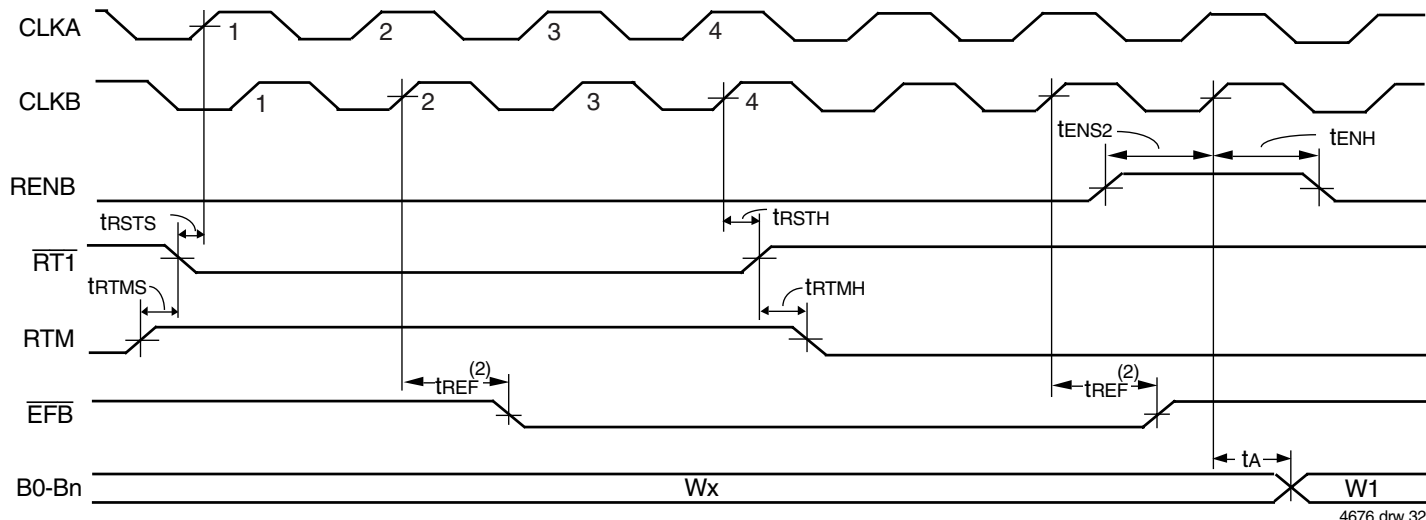 CLKA 1 2 3 4
CLKB 1 2 3 4
tENS2 tENH
RENB
tRSTS tRSTH
RT1
tRTMS tRTMH
RTM
tREF(2) tREF(2)
EFB
tA
B0-Bn Wx W1
4676 drw 32